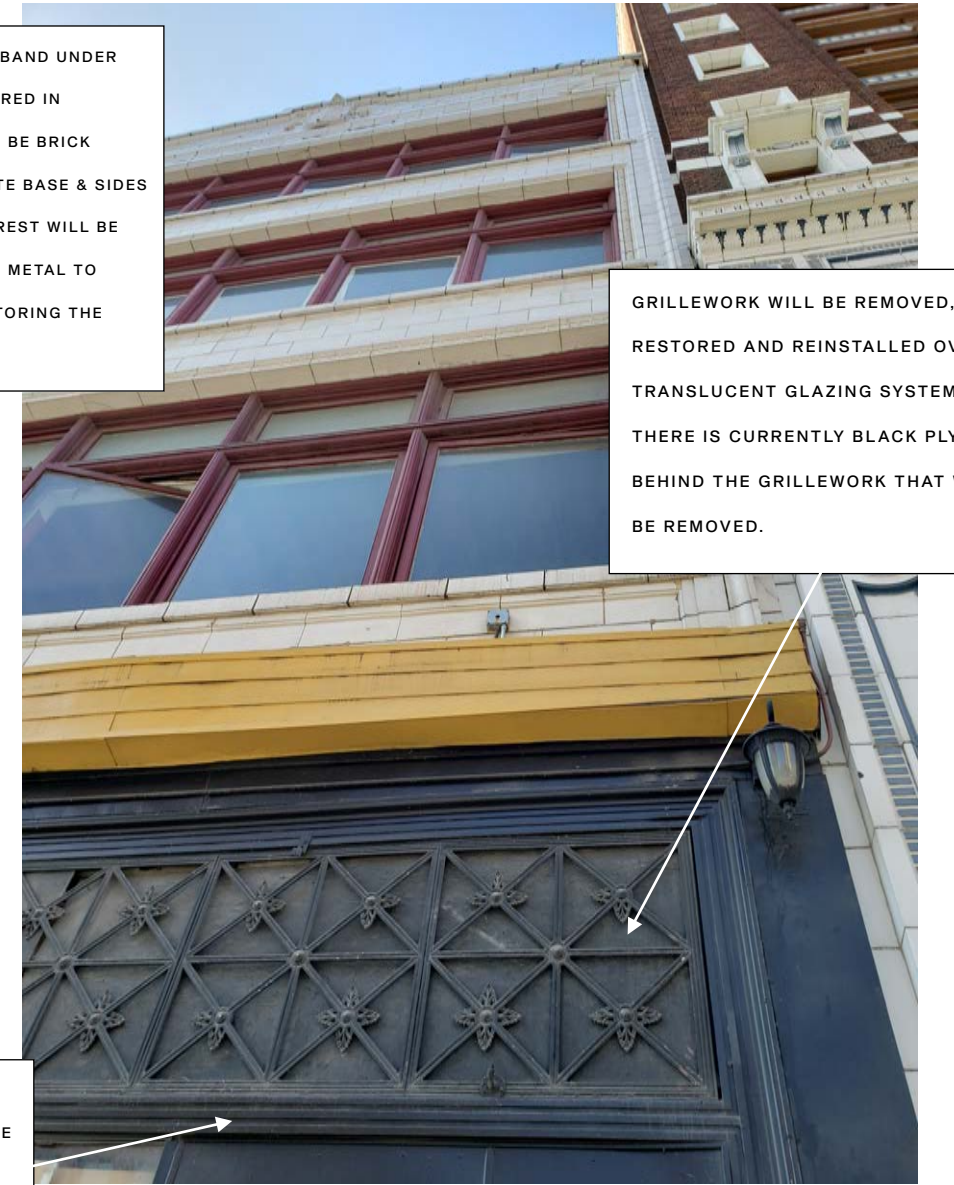 BAND UNDER
RED IN
BE BRICK
TE BASE & SIDES
REST WILL BE
METAL TO
TORING THE
GRILLEWORK WILL BE REMOVED,
RESTORED AND REINSTALLED OV
TRANSLUCENT GLAZING SYSTEM
THERE IS CURRENTLY BLACK PLY
BEHIND THE GRILLEWORK THAT
BE REMOVED.
E